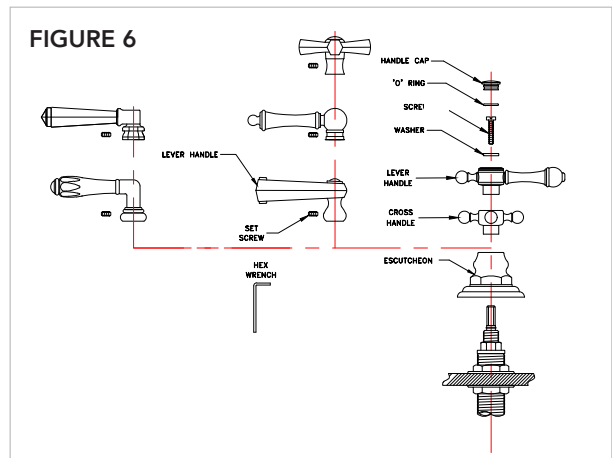 FIGURE 6
HANDLE CAP
'O' RING
WASHER
LEVER HANDLE
LEVER
HANDLE
CROSS
HANDLE
SET
SCREW
ESCUTCHEON
HEX
WRENCH